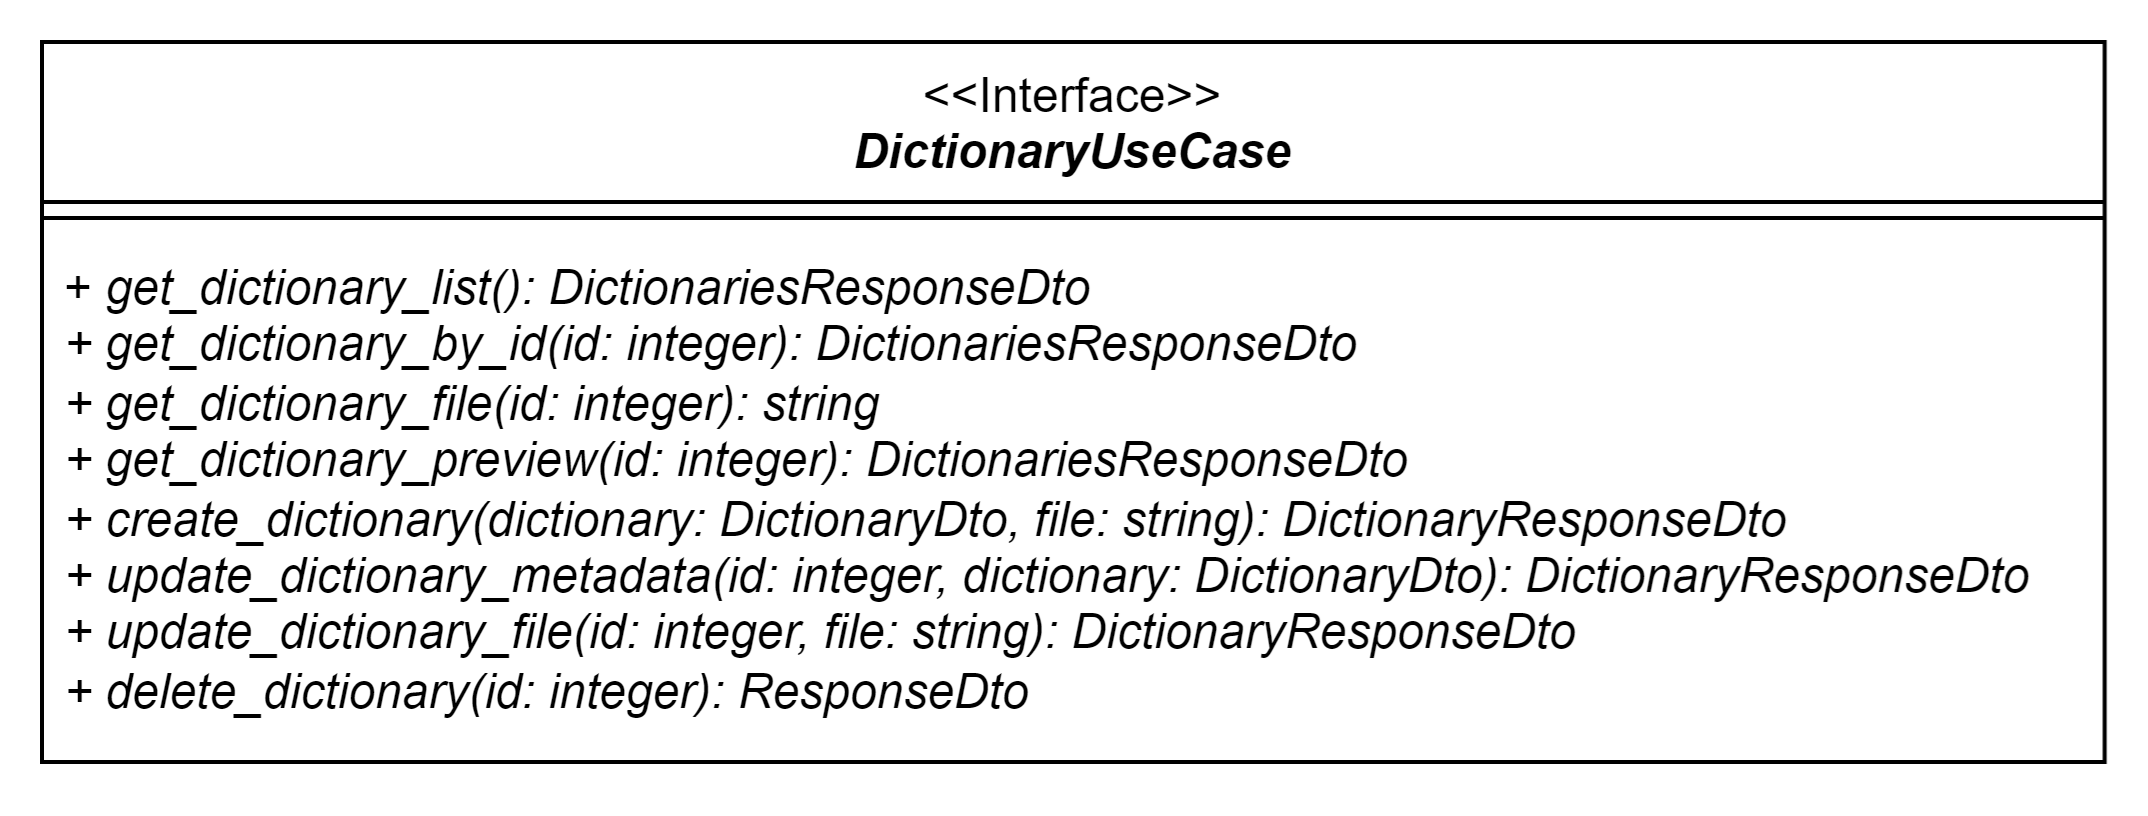 <<Interface>>
DictionaryUseCase
+ get_dictionary_list(): DictionariesResponseDto
+ get_dictionary_by_id(id: integer): DictionariesResponseDto
+ get_dictionary_file(id: integer): string
+ get_dictionary_preview(id: integer): DictionariesResponseDto
+ create_dictionary(dictionary: DictionaryDto, file: string): DictionaryResponseDto
+ update_dictionary_metadata(id: integer, dictionary: DictionaryDto): DictionaryResponseDto
+ update_dictionary_file(id: integer, file: string): DictionaryResponseDto
+ delete_dictionary(id: integer): ResponseDto